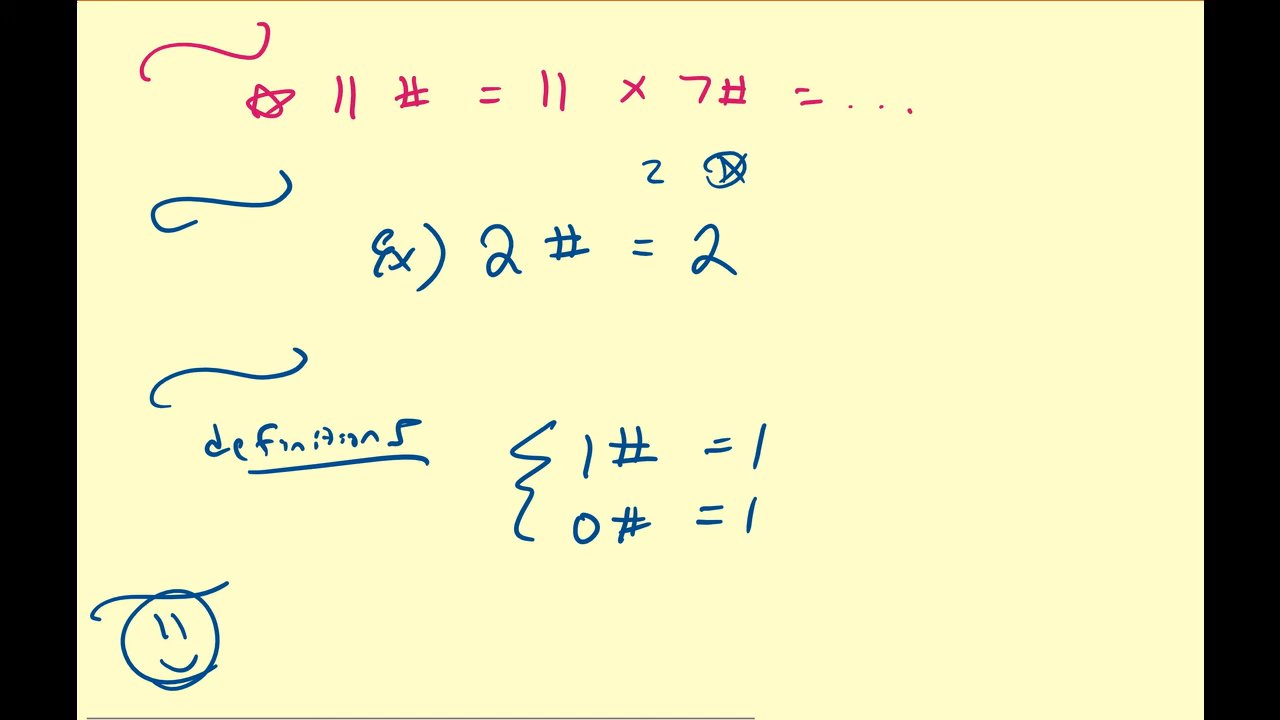 ☆ 11 # = 11 × 7# = ...
2
Ex) 2 # = 2
definitions { 1# = 1
0# = 1